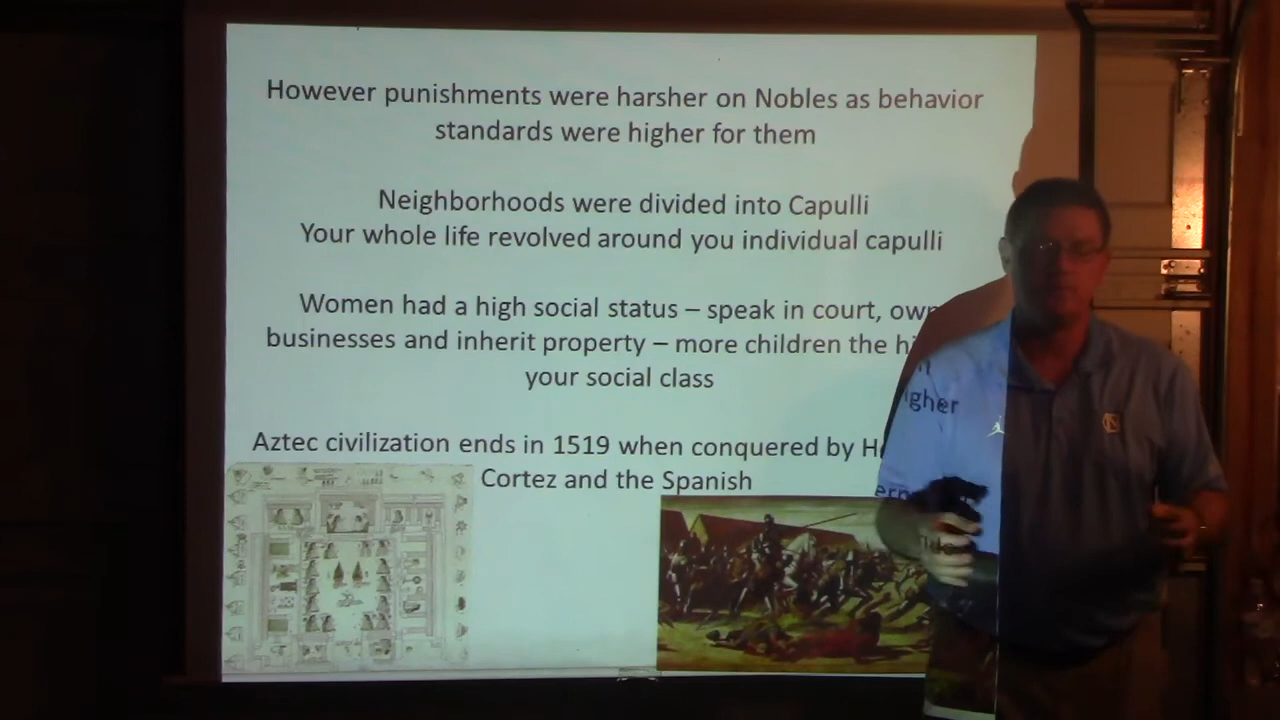 However punishments were harsher on Nobles as behavior
standards were higher for them
Neighborhoods were divided into Capulli
Your whole life revolved around you individual capulli
Women had a high social status – speak in court, own
businesses and inherit property – more children the higher
your social class
Aztec civilization ends in 1519 when conquered by
Cortez and the Spanish